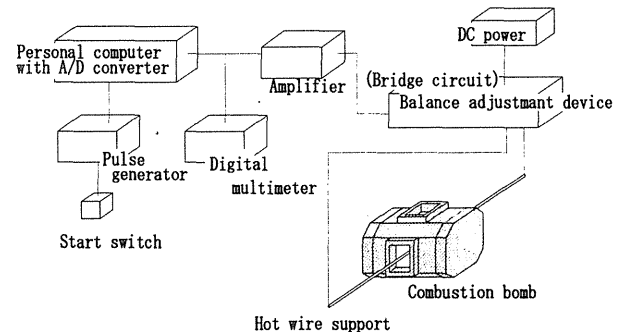 DC power
Personal computer
with A/D converter
Amplifier
(Bridge circuit)
Balance adjustmant device
Pulse
generator
Digital
multimeter
Start switch
Combustion bomb
Hot wire support